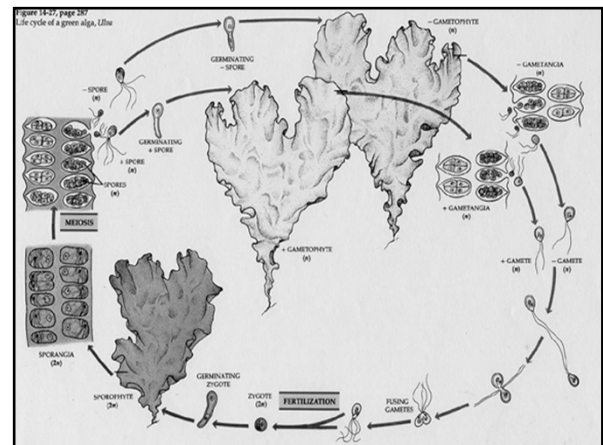 Figure 14-27, page 287
Life cycle of a green alga, Ulva
− GAMETOPHYTE
(n)
GERMINATING
− SPORE
− SPORE
(n)
− GAMETANGIA
(n)
GERMINATING
+ SPORE
+ SPORE
(n)
SPORES
(n)
MEIOSIS
+ GAMETANGIA
(n)
+ GAMETOPHYTE
(n)
+ GAMETE
(n)
− GAMETE
(n)
SPORANGIA
(2n)
SPOROPHYTE
(2n)
GERMINATING
ZYGOTE
ZYGOTE
(2n)
FERTILIZATION
FUSING
GAMETES